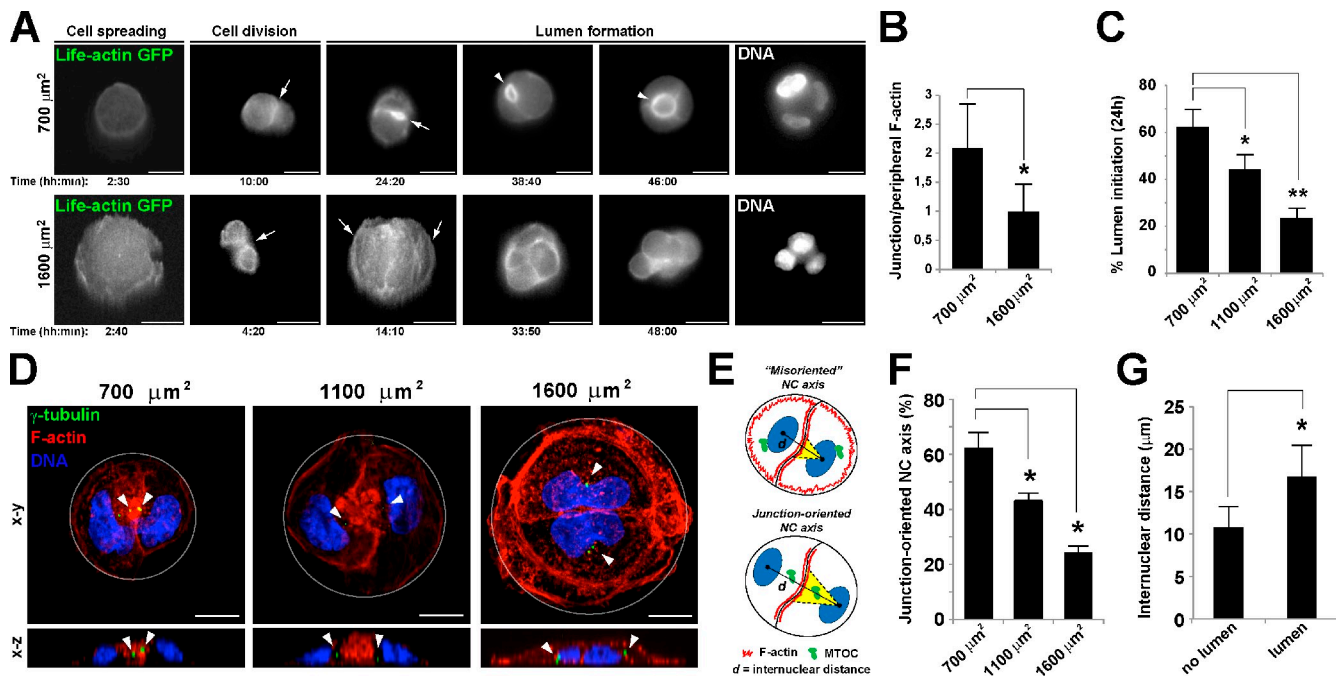 A
Cell spreading
Cell division
Lumen formation
700 μm²
Life-actin GFP
DNA
Time (hh:min):
2:30
10:00
24:20
38:40
46:00
1600 μm²
Life-actin GFP
DNA
Time (hh:min):
2:40
4:20
14:10
33:50
48:00
B
Junction/peripheral F-actin
3,5
3
2,5
2
1,5
1
0,5
0
*
700 μm²
1600 μm²
C
% Lumen initiation (24h)
80
60
40
20
0
*
**
700 μm²
1100 μm²
1600 μm²
D
700 μm²
1100 μm²
1600 μm²
γ-tubulin
F-actin
DNA
x-y
x-z
E
"Misoriented"
NC axis
d
Junction-oriented
NC axis
d
F-actin
MTOC
d = internuclear distance
F
Junction-oriented NC axis (%)
80
60
40
20
0
*
*
700 μm²
1100 μm²
1600 μm²
G
Internuclear distance (μm)
25
20
15
10
5
0
*
no lumen
lumen